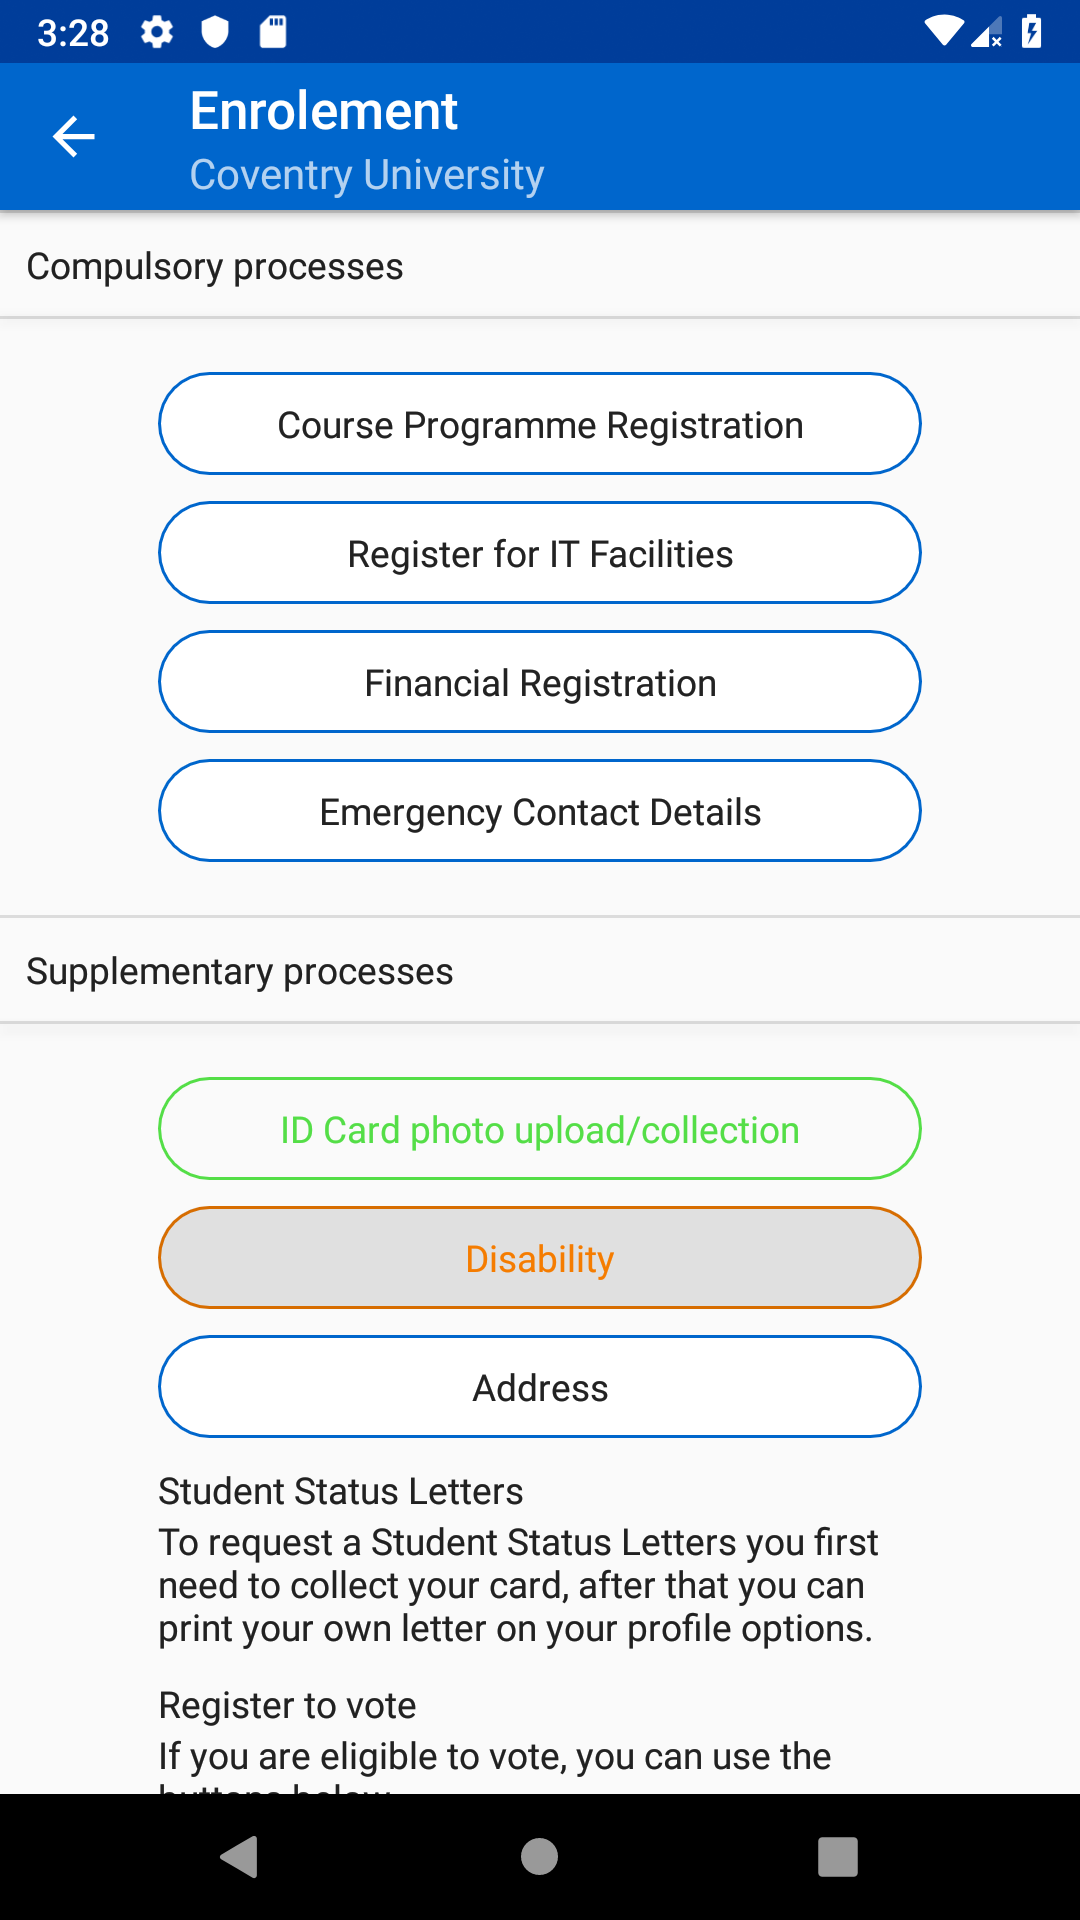 3:28
Enrolement
Coventry University
Compulsory processes
Course Programme Registration
Register for IT Facilities
Financial Registration
Emergency Contact Details
Supplementary processes
ID Card photo upload/collection
Disability
Address
Student Status Letters
To request a Student Status Letters you first
need to collect your card, after that you can
print your own letter on your profile options.
Register to vote
If you are eligible to vote, you can use the
buttons below